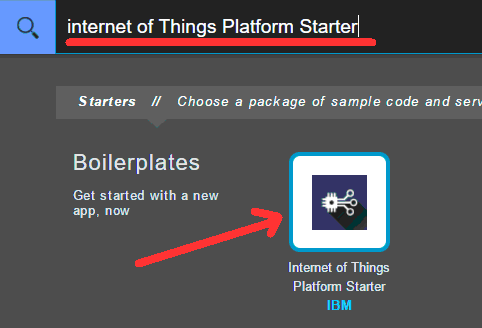 internet of Things Platform Starter
Starters // Choose a package of sample code and serv
Boilerplates
Get started with a new
app, now
Internet of Things
Platform Starter
IBM